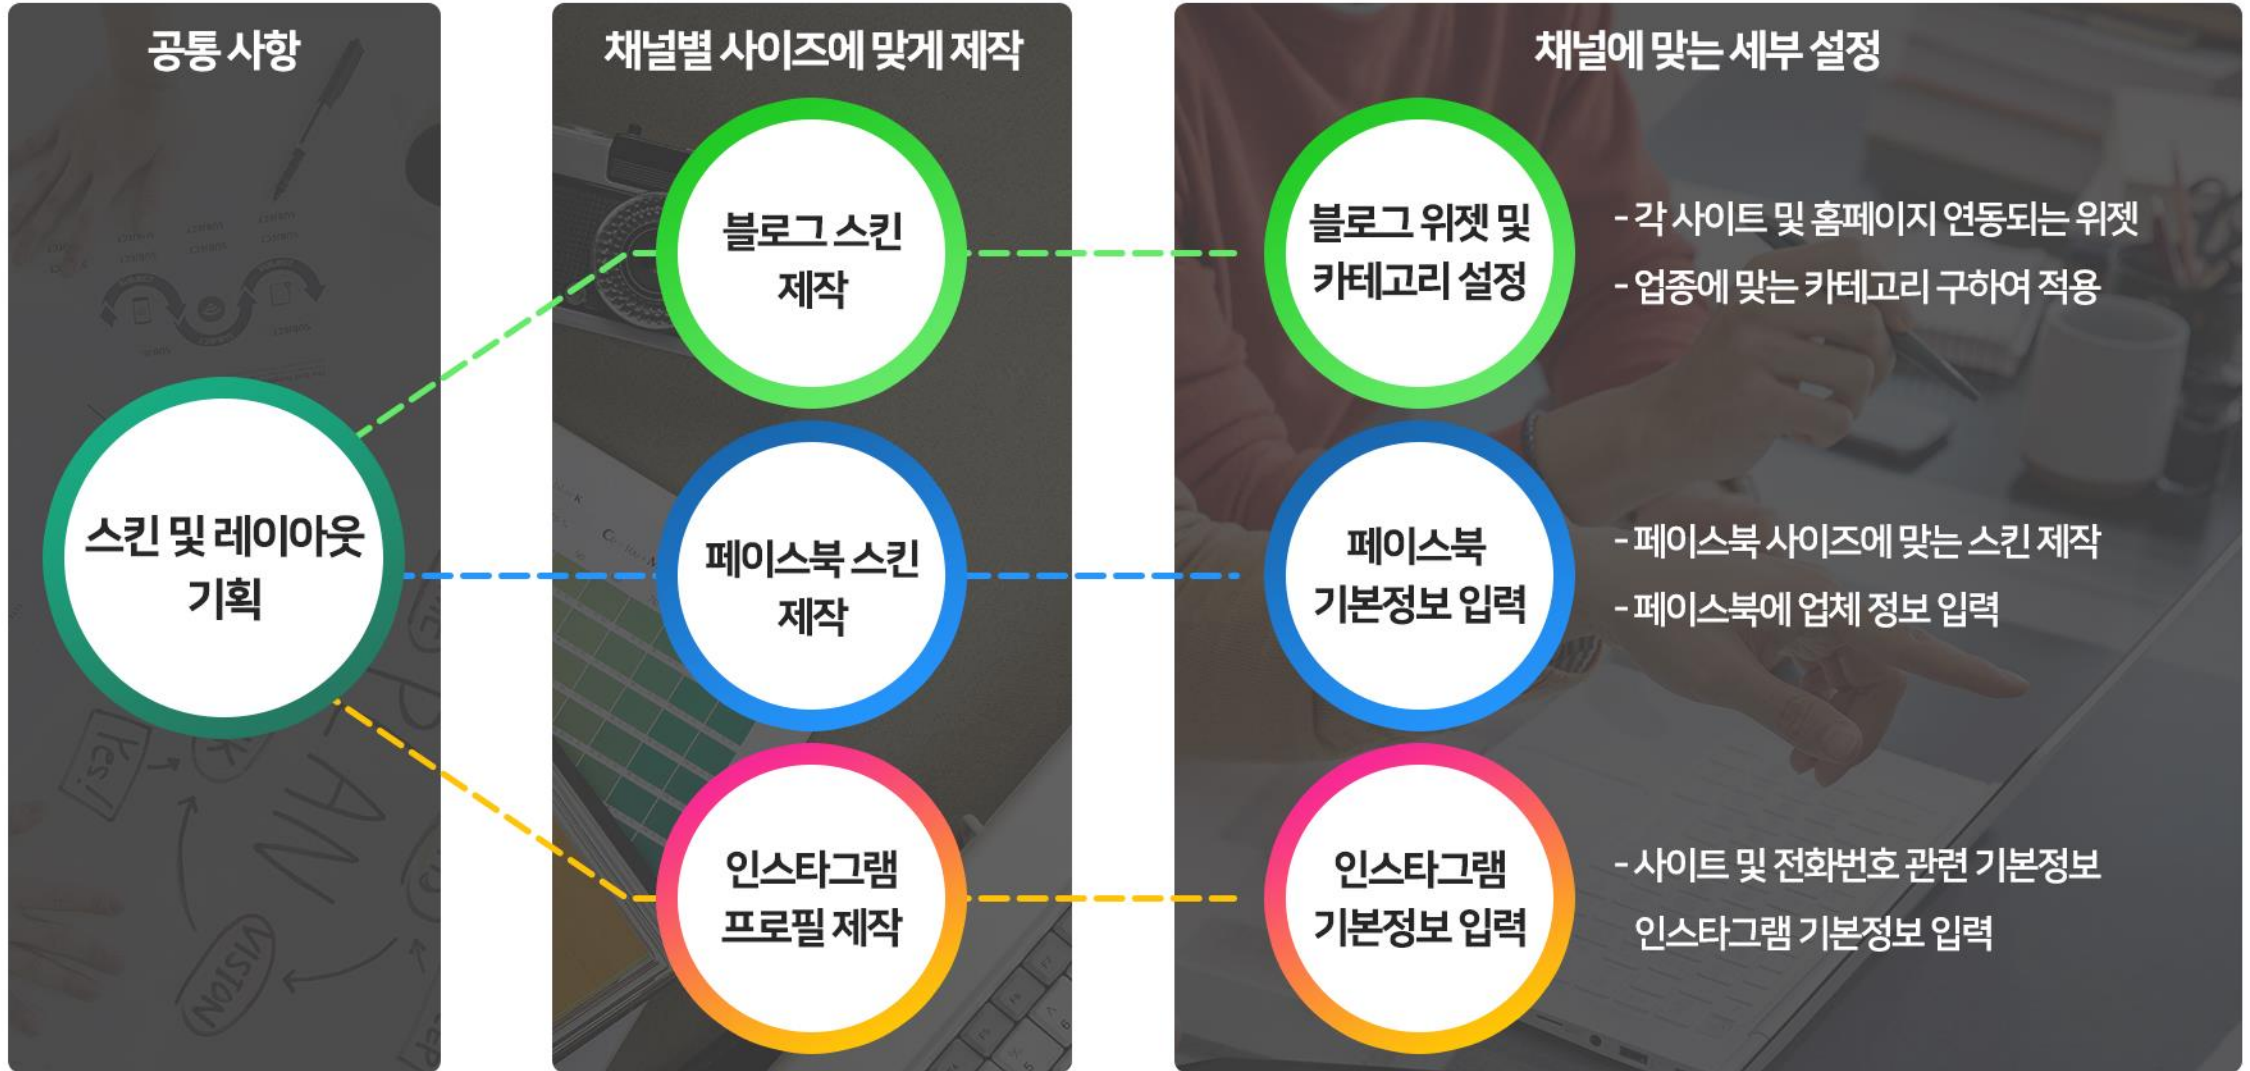 공통 사항
스킨 및 레이아웃
기획
채널별 사이즈에 맞게 제작
블로그 스킨
제작
페이스북 스킨
제작
인스타그램
프로필 제작
채널에 맞는 세부 설정
블로그 위젯 및
카테고리 설정
- 각 사이트 및 홈페이지 연동되는 위젯
- 업종에 맞는 카테고리 구하여 적용
페이스북
기본정보 입력
- 페이스북 사이즈에 맞는 스킨 제작
- 페이스북에 업체 정보 입력
인스타그램
기본정보 입력
- 사이트 및 전화번호 관련 기본정보
인스타그램 기본정보 입력
Yes!
PLAN
VISION